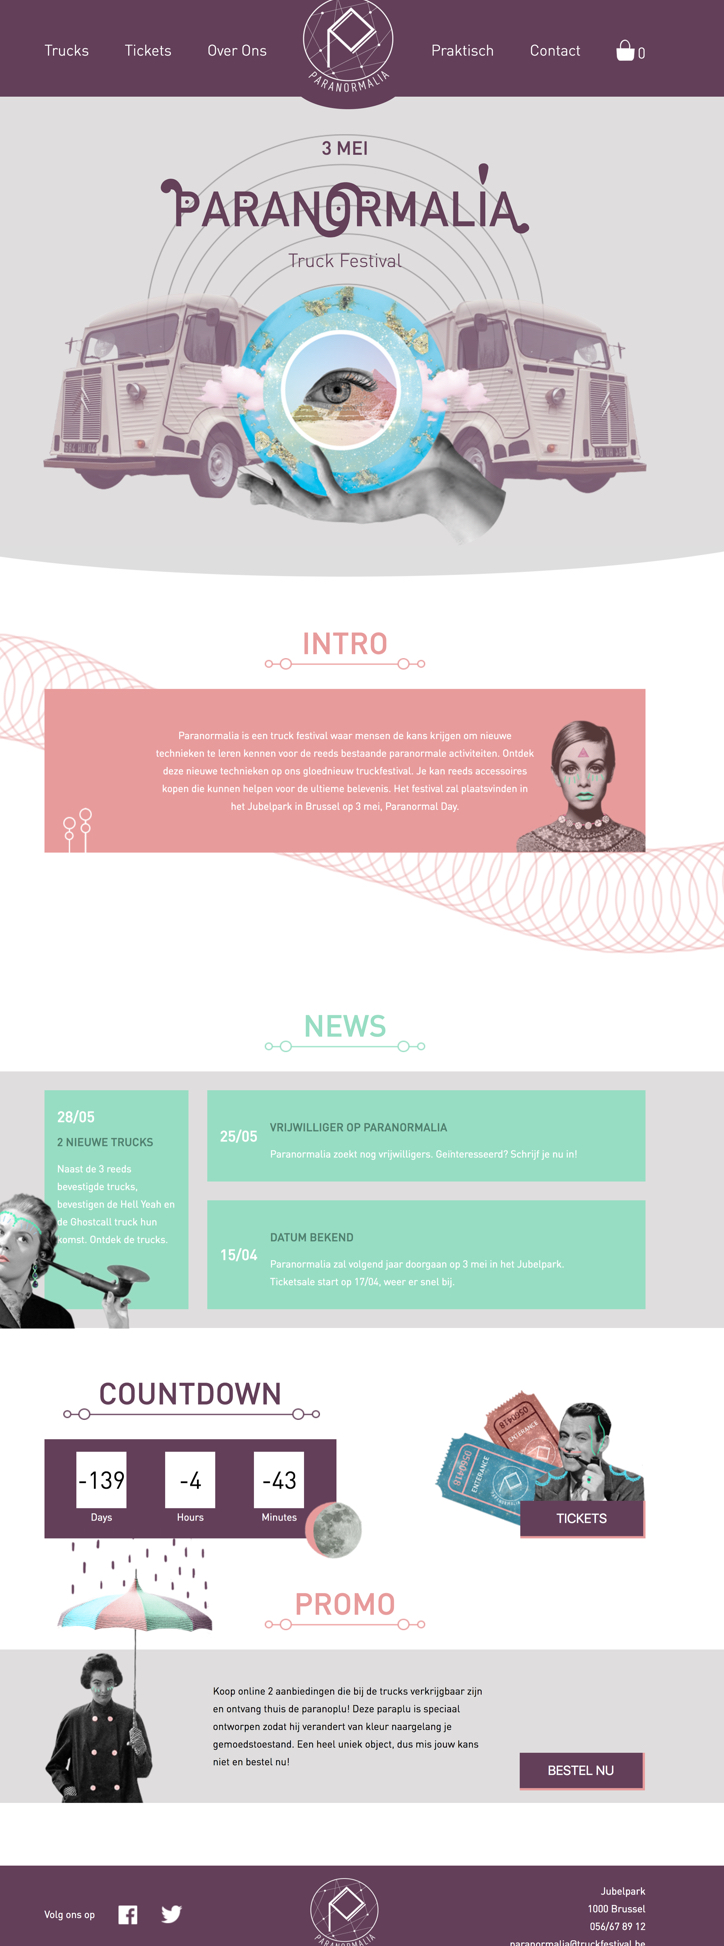 Trucks
Tickets
Over Ons
PARANORMALIA
Praktisch
Contact
0
3 MEI
PARANORMALIA
Truck Festival
INTRO
Paranormalia is een truck festival waar mensen de kans krijgen om nieuwe
technieken te leren kennen voor de reeds bestaande paranormale activiteiten. Ontdek
deze nieuwe technieken op ons gloednieuw truckfestival. Je kan reeds accessoires
kopen die kunnen helpen voor de ultieme belevenis. Het festival zal plaatsvinden in
het Jubelpark in Brussel op 3 mei, Paranormal Day.
NEWS
28/05
2 NIEUWE TRUCKS
Naast de 3 reeds
bevestigde trucks,
bevestigen de Hell Yeah en
de Ghostcall truck hun
komst. Ontdek de trucks.
25/05
VRIJWILLIGER OP PARANORMALIA
Paranormalia zoekt nog vrijwilligers. Geïnteresseerd? Schrijf je nu in!
15/04
DATUM BEKEND
Paranormalia zal volgend jaar doorgaan op 3 mei in het Jubelpark.
Ticketsale start op 17/04, weer er snel bij.
COUNTDOWN
-139
-4
-43
Days
Hours
Minutes
0560418
ENTERANCE
0560418
ENTERANCE
TICKETS
PROMO
Koop online 2 aanbiedingen die bij de trucks verkrijgbaar zijn
en ontvang thuis de paranoplu! Deze paraplu is speciaal
ontworpen zodat hij verandert van kleur naargelang je
gemoedstoestand. Een heel uniek object, dus mis jouw kans
niet en bestel nu!
BESTEL NU
Volg ons op
PARANORMALIA
Jubelpark
1000 Brussel
056/67 89 12
paranormalia@truckfestival.be